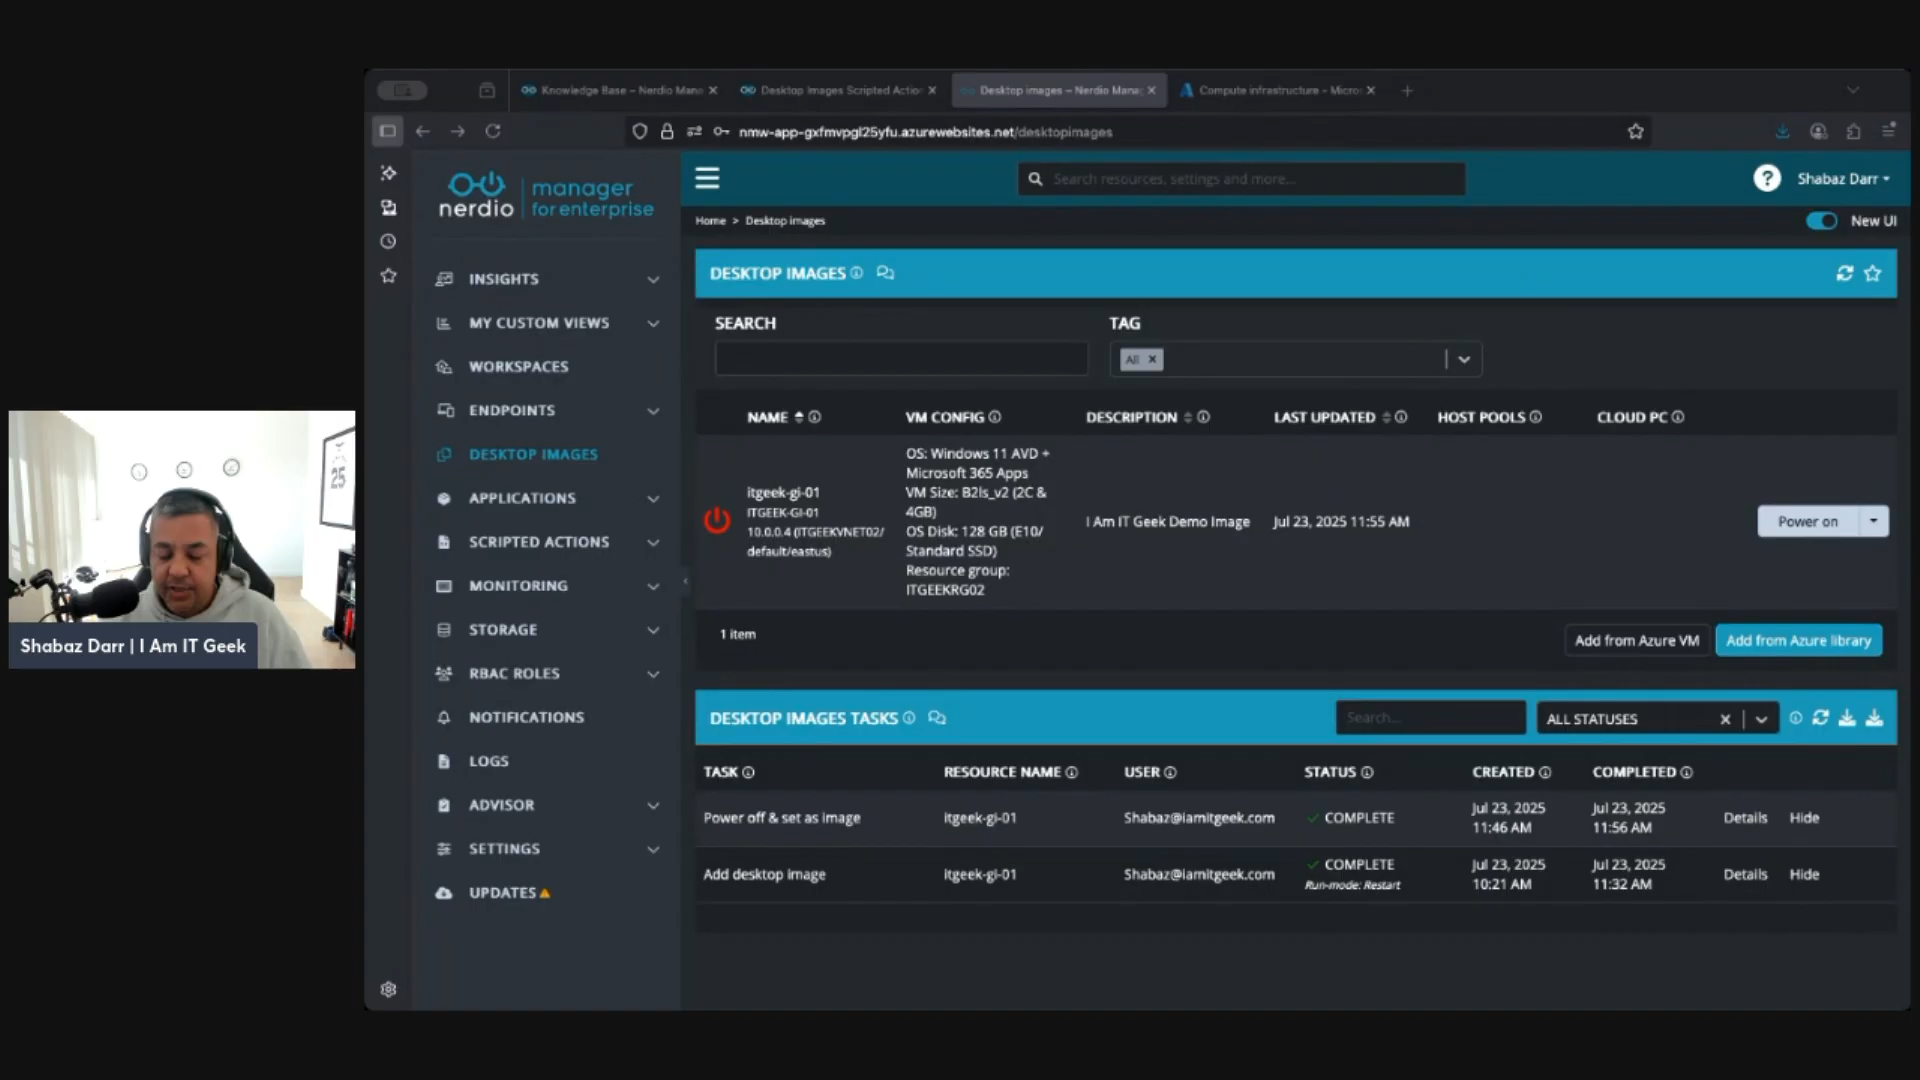 Knowledge Base – Nerdio Mana
Desktop Images Scripted Action
Desktop images – Nerdio Mana
Compute infrastructure – Micros
nmw-app-gxfmvpgl25yfu.azurewebsites.net/desktopimages
nerdio
manager
for enterprise
Search resources, settings and more...
? Shabaz Darr
Home > Desktop images
New UI
INSIGHTS
MY CUSTOM VIEWS
WORKSPACES
ENDPOINTS
DESKTOP IMAGES
APPLICATIONS
SCRIPTED ACTIONS
MONITORING
STORAGE
RBAC ROLES
NOTIFICATIONS
LOGS
ADVISOR
SETTINGS
UPDATES
DESKTOP IMAGES
SEARCH
TAG
All
NAME
VM CONFIG
DESCRIPTION
LAST UPDATED
HOST POOLS
CLOUD PC
itgeek-gi-01
ITGEEK-GI-01
10.0.0.4 (ITGEEKVNET02/
default/eastus)
OS: Windows 11 AVD +
Microsoft 365 Apps
VM Size: B2ls_v2 (2C &
4GB)
OS Disk: 128 GB (E10/
Standard SSD)
Resource group:
ITGEEKRG02
I Am IT Geek Demo Image
Jul 23, 2025 11:55 AM
Power on
1 item
Add from Azure VM
Add from Azure library
DESKTOP IMAGES TASKS
Search...
ALL STATUSES
TASK
RESOURCE NAME
USER
STATUS
CREATED
COMPLETED
Power off & set as image
itgeek-gi-01
Shabaz@iamitgeek.com
COMPLETE
Jul 23, 2025
11:46 AM
Jul 23, 2025
11:56 AM
Details
Hide
Add desktop image
itgeek-gi-01
Shabaz@iamitgeek.com
COMPLETE
Run-mode: Restart
Jul 23, 2025
10:21 AM
Jul 23, 2025
11:32 AM
Details
Hide
25
Shabaz Darr | I Am IT Geek